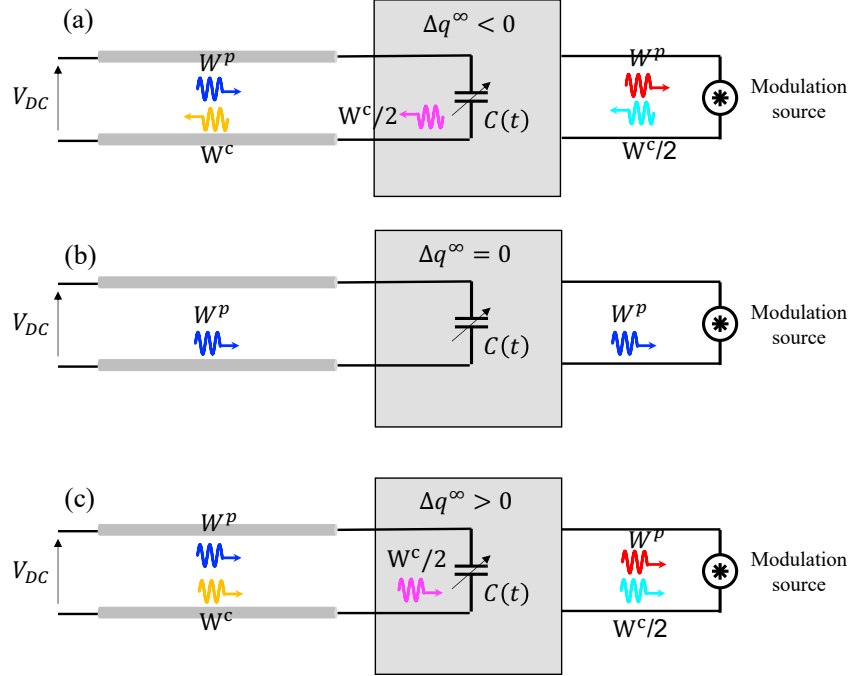 (a)
Δq^∞ < 0
W^p
W^p
V_DC
W^c/2
C(t)
Modulation
source
W^c
W^c/2
(b)
Δq^∞ = 0
W^p
W^p
V_DC
C(t)
Modulation
source
(c)
Δq^∞ > 0
W^p
W^p
V_DC
W^c/2
C(t)
Modulation
source
W^c
W^c/2